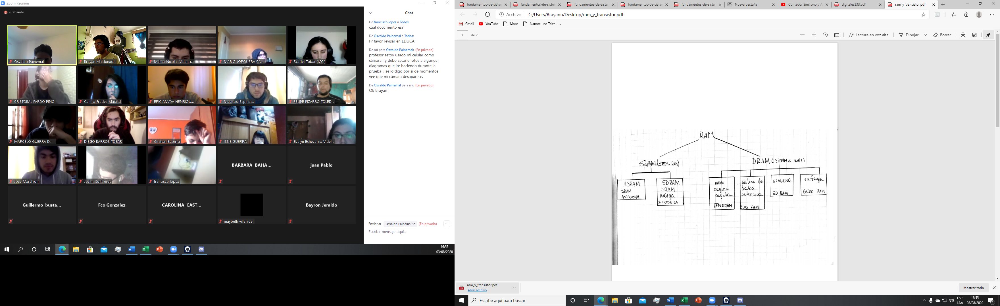 Zoom Reunión
Grabando
Osvaldo Painemal
Brayan Maldonado
Matias Nicolas Valenci...
MARIO JORQUERA CA...
Scarlet Tobar (ICCI)
CRISTOBAL PARDO PINO
Camila Fredes Madrid
ERIC AMAYA HENRIQU...
Mauricio Espinosa
FELIPE PIZARRO TOLED...
MARCELO GUERRA D...
DIEGO BARROS TOBAR
Cristian Becerra
ISSIS GUERRA
Evelyn Echeverria Videl...
Jose Marchioni
Joshir Contreras
francisco lopez
BARBARA BAHA...
juan Pablo
Guillermo busta...
Fco Gonzalez
CAROLINA CAST...
maybeth villarroel
Bayron Jeraldo
Chat
De francisco lopez a Todos:
cual documento es?
De Osvaldo Painemal a Todos:
Pr favor revisar en EDUCA
De mí para Osvaldo Painemal: (En privado)
profesor estoy usado mi celular como
cámara ; y debo sacarle fotos a algunos
diagramas que ire haciendo durante la
prueba ; se lo digo por si de momentos
vee que mi cámara desaparece.
De Osvaldo Painemal para mí: (En privado)
Ok Brayan
Enviar a: Osvaldo Painemal (En privado)
Escribir mensaje aquí...
16:55
03/08/2020
fundamentos-de-sister
fundamentos-de-sister
fundamentos-de-sister
fundamentos-de-sister
fundamentos-de-sister
Nueva pestaña
Contador Sincrono y A
digitales333.pdf
ram_y_transistor.pdf
Archivo C:/Users/Brayann/Desktop/ram_y_transistor.pdf
Gmail YouTube Maps Nanatzu no Taizai -...
1 de 2
Lectura en voz alta Dibujar Borrar
RAM
SRAM (STATIC RAM)
DRAM (DINAMIC RAM)
ASRAM
SRAM
ASINCRONA
SBRAM
SRAM
RAFAGA
SINCRONICA
modo
pagina
rapida
FPM DRAM
salida de
datos
extendida
EDO RAM
SINCRONO
SD RAM
rafaga
BEDO RAM
ram_y_transistor.pdf
Abrir archivo
Mostrar todo
Escribe aquí para buscar
ESP
LAA
16:55
03/08/2020